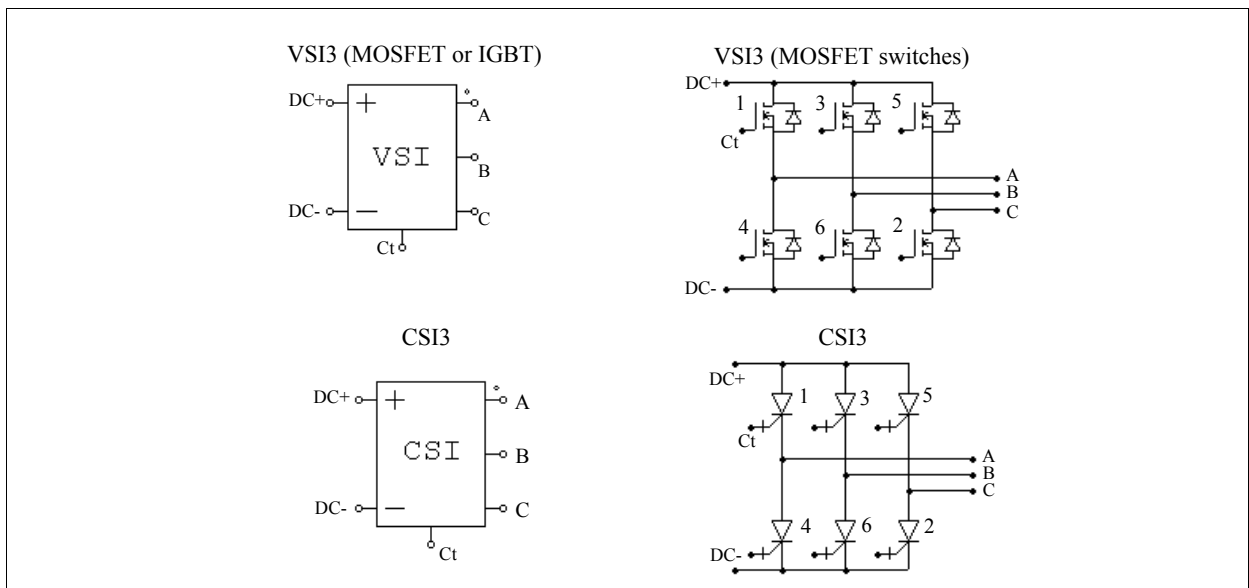 VSI3 (MOSFET or IGBT)
DC+
+
A
VSI
B
DC-
−
C
Ct
VSI3 (MOSFET switches)
DC+
1 3 5
Ct
A
B
C
4 6 2
DC-
CSI3
DC+
+
A
CSI
B
DC-
−
C
Ct
CSI3
DC+
1 3 5
Ct
A
B
C
4 6 2
DC-